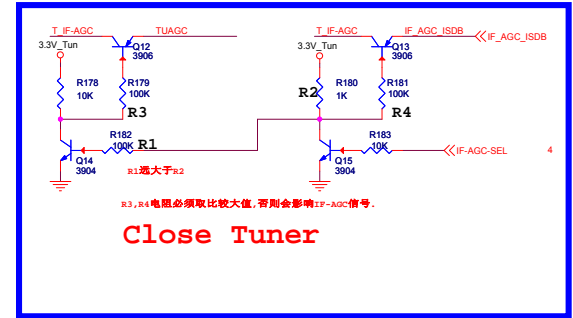 T_IF-AGC TUAGC T_IF-AGC IF_AGC_ISDB IF_AGC_ISDB
3.3V_Tun Q12 3906 3.3V_Tun Q13 3906
R178 10K R179 100K R180 1K R181 100K
R3 R2 R4
R182 100K R1 R183 10K IF-AGC-SEL 4
Q14 3904 Q15 3904
R1远大于R2
R3,R4电阻必须取比较大值,否则会影响IF-AGC信号.
Close Tuner